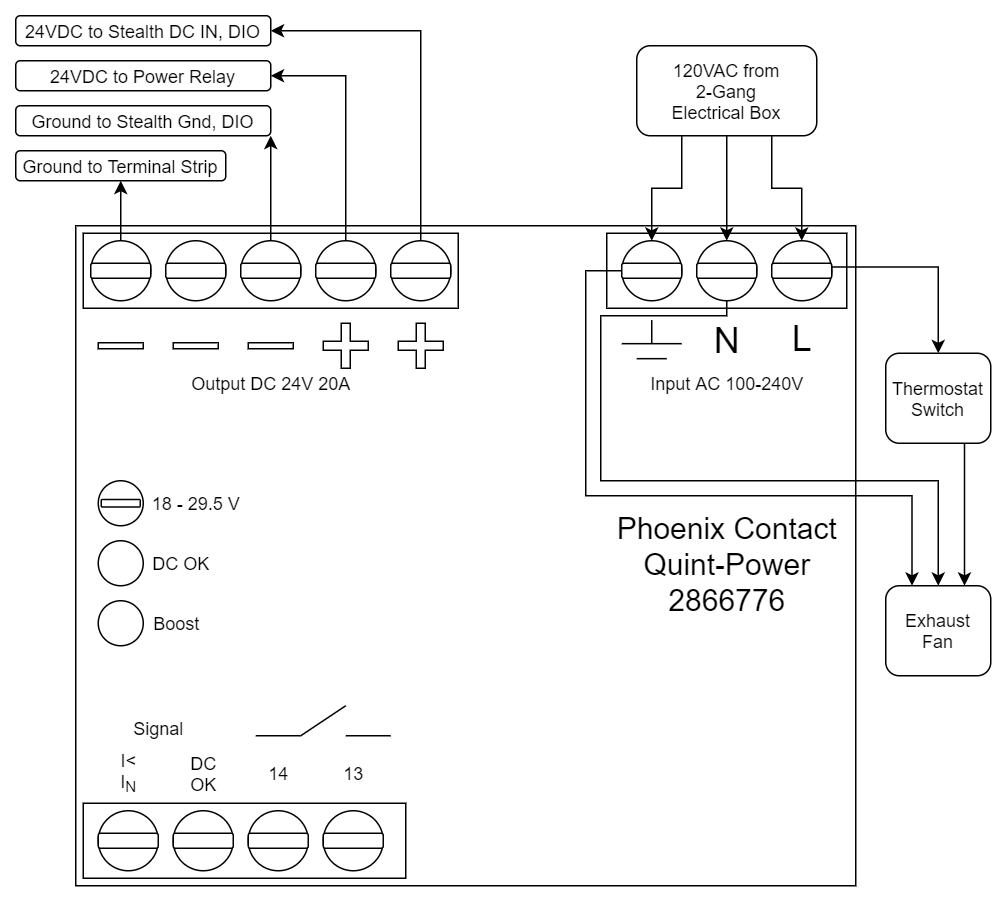 24VDC to Stealth DC IN, DIO
24VDC to Power Relay
Ground to Stealth Gnd, DIO
Ground to Terminal Strip
120VAC from
2-Gang
Electrical Box
N
L
Output DC 24V 20A
Input AC 100-240V
Thermostat
Switch
18 - 29.5 V
DC OK
Boost
Phoenix Contact
Quint-Power
2866776
Exhaust
Fan
Signal
I<
IN
DC
OK
14
13